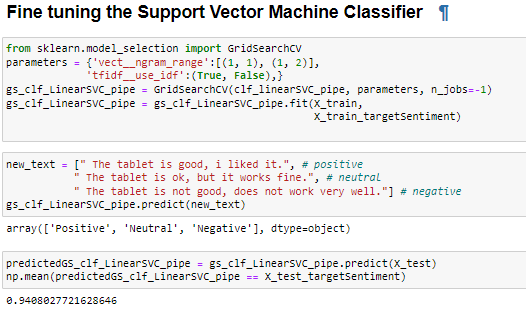 Fine tuning the Support Vector Machine Classifier ¶
from sklearn.model_selection import GridSearchCV
parameters = {'vect__ngram_range':[(1, 1), (1, 2)],
'tfidf__use_idf':(True, False),}
gs_clf_LinearSVC_pipe = GridSearchCV(clf_linearSVC_pipe, parameters, n_jobs=-1)
gs_clf_LinearSVC_pipe = gs_clf_LinearSVC_pipe.fit(X_train,
X_train_targetSentiment)
new_text = [" The tablet is good, i liked it.", # positive
" The tablet is ok, but it works fine.", # neutral
" The tablet is not good, does not work very well."] # negative
gs_clf_LinearSVC_pipe.predict(new_text)
array(['Positive', 'Neutral', 'Negative'], dtype=object)
predictedGS_clf_LinearSVC_pipe = gs_clf_LinearSVC_pipe.predict(X_test)
np.mean(predictedGS_clf_LinearSVC_pipe == X_test_targetSentiment)
0.9408027721628646